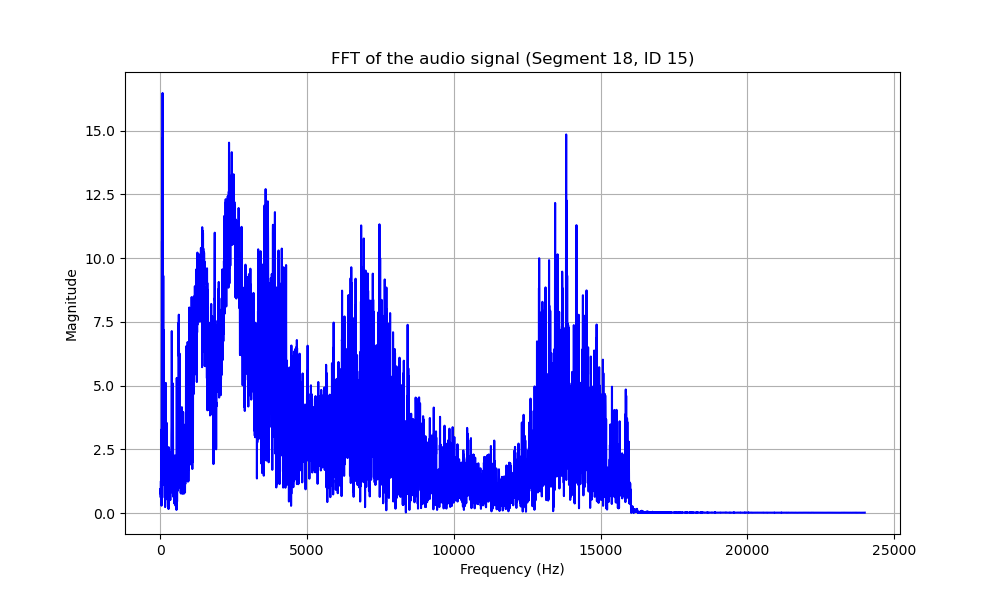 FFT of the audio signal (Segment 18, ID 15)
15.0
12.5
10.0
7.5
5.0
2.5
0.0
Magnitude
0 5000 10000 15000 20000 25000
Frequency (Hz)